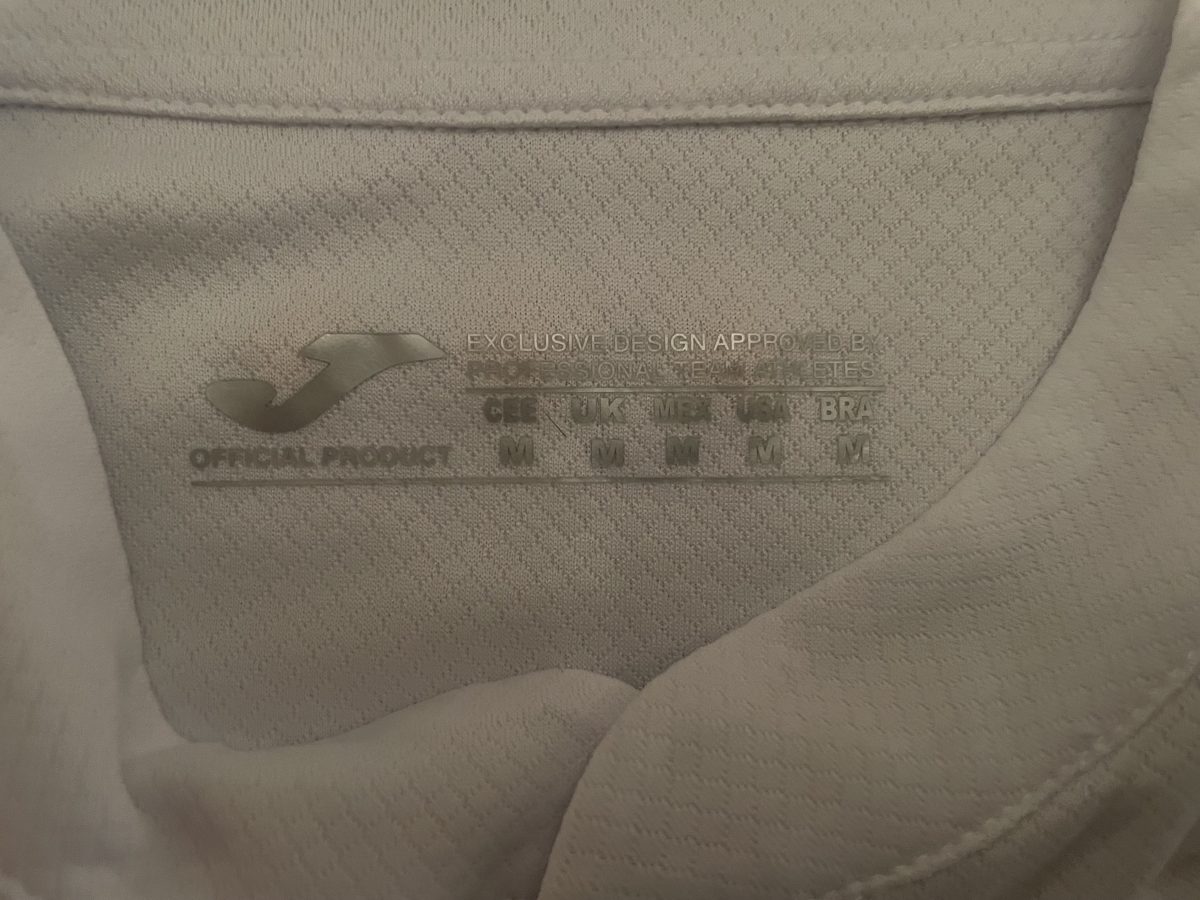 EXCLUSIVE DESIGN APPROVED BY
PROFESSIONAL TEAM ATHLETES
CEE UK MEX USA BRA
M M M M M
OFFICIAL PRODUCT